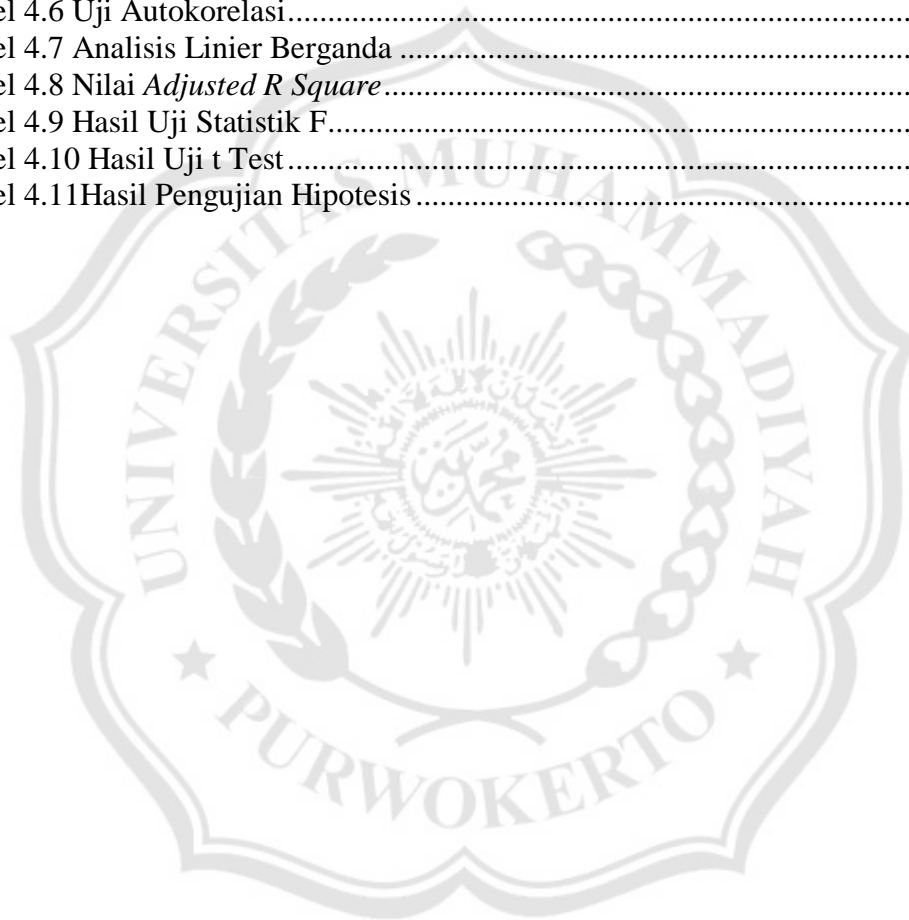 el 4.6 Uji Autokorelasi...............................................................................
el 4.7 Analisis Linier Berganda .................................................................
el 4.8 Nilai Adjusted R Square...................................................................
el 4.9 Hasil Uji Statistik F..........................................................................
el 4.10 Hasil Uji t Test...............................................................................
el 4.11Hasil Pengujian Hipotesis...............................................................
UNIVERSITAS MUHAMMADIYAH
PURWOKERTO